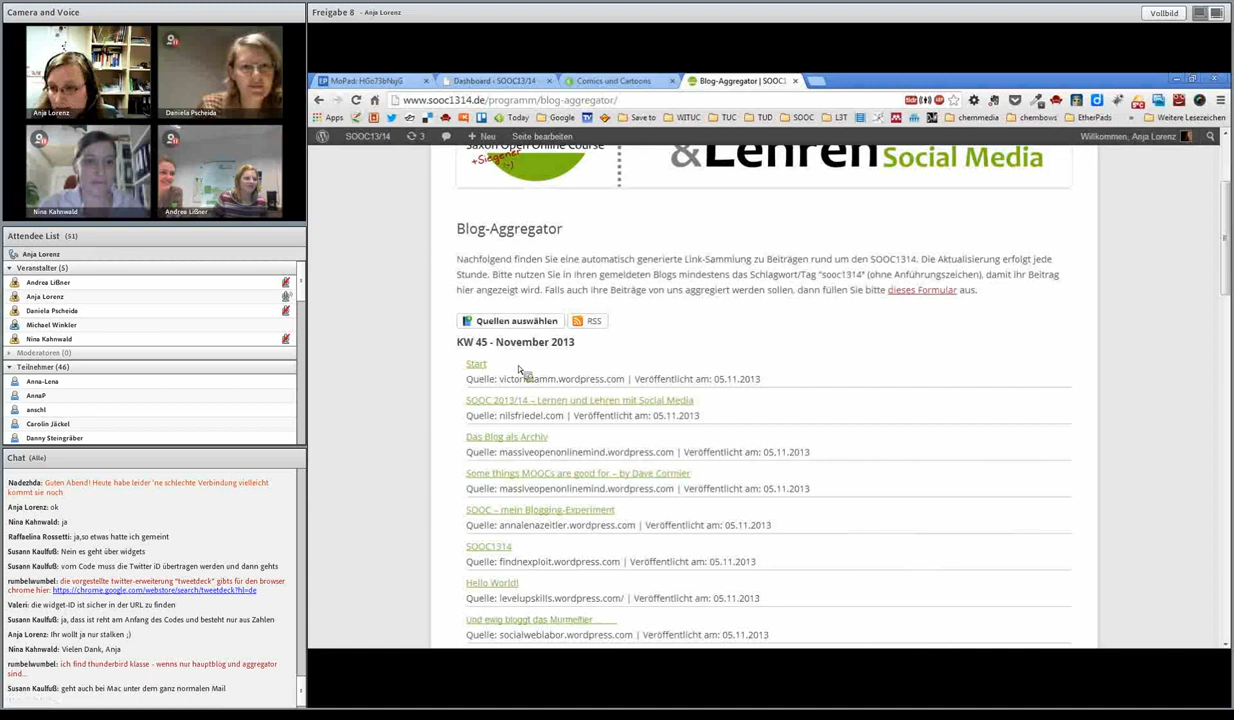 Camera and Voice
Anja Lorenz
Daniela Pscheida
Nina Kahnwald
Andrea Lißner
Attendee List (51)
Anja Lorenz
Veranstalter (5)
Andrea Lißner
Anja Lorenz
Daniela Pscheida
Michael Winkler
Nina Kahnwald
Moderatoren (0)
Teilnehmer (46)
Anna-Lena
AnnaP
anschl
Carolin Jäckel
Danny Steingräber
Chat (Alle)
Nadezhda: Guten Abend! Heute habe leider 'ne schlechte Verbindung vielleicht
kommt sie noch
Anja Lorenz: ok
Nina Kahnwald: ja
Raffaelina Rossetti: ja,so etwas hatte ich gemeint
Susann Kaulfuß: Nein es geht über widgets
Susann Kaulfuß: vom Code muss die Twitter iD übertragen werden und dann gehts
rumbelwumbel: die vorgestellte twitter-erweiterung "tweetdeck" gibts für den browser
chrome hier: https://chrome.google.com/webstore/search/tweetdeck?hl=de
Valeri: die widget-ID ist sicher in der URL zu finden
Susann Kaulfuß: ja, dass ist reht am Anfang des Codes und besteht nur aus Zahlen
Anja Lorenz: Ihr wollt ja nur stalken ;)
Nina Kahnwald: Vielen Dank, Anja
rumbelwumbel: ich find thunderbird klasse - wenns nur hauptblog und aggregator
sind...
Susann Kaulfuß: geht auch bei Mac unter dem ganz normalen Mail
Freigabe 8 - Anja Lorenz
Vollbild
MoPad: HGo73bNxjG
Dashboard ‹ SOOC13/14 —
Comics und Cartoons
Blog-Aggregator | SOOC1
www.sooc1314.de/programm/blog-aggregator/
Apps
Today
Google
Save to
WITUC
TUC
TUD
SOOC
L3T
chemmedia
chembows
EtherPads
» Weitere Lesezeichen
SOOC13/14
3
+ Neu
Seite bearbeiten
Willkommen, Anja Lorenz
Saxon Open Online Course
+Siegener
:-)
&Lehren Social Media
Blog-Aggregator
Nachfolgend finden Sie eine automatisch generierte Link-Sammlung zu Beiträgen rund um den SOOC1314. Die Aktualisierung erfolgt jede
Stunde. Bitte nutzen Sie in Ihren gemeldeten Blogs mindestens das Schlagwort/Tag "sooc1314" (ohne Anführungszeichen), damit Ihr Beitrag
hier angezeigt wird. Falls auch Ihre Beiträge von uns aggregiert werden sollen, dann füllen Sie bitte dieses Formular aus.
Quellen auswählen
RSS
KW 45 - November 2013
Start
Quelle: | Veröffentlicht am: 05.11.2013
SOOC 2013/14 – Lernen und Lehren mit Social Media
Quelle: nilsfriedel.com | Veröffentlicht am: 05.11.2013
Das Blog als Archiv
Quelle: massiveopenonlinemind.wordpress.com | Veröffentlicht am: 05.11.2013
Some things MOOCs are good for – by Dave Cormier
Quelle: massiveopenonlinemind.wordpress.com | Veröffentlicht am: 05.11.2013
SOOC – mein Blogging-Experiment
Quelle: annalenazeitler.wordpress.com | Veröffentlicht am: 05.11.2013
SOOC1314
Quelle: findnexploit.wordpress.com | Veröffentlicht am: 05.11.2013
Hello World!
Quelle: levelupskills.wordpress.com/ | Veröffentlicht am: 05.11.2013
Und ewig bloggt das Murmeltier
Quelle: socialweblabor.wordpress.com | Veröffentlicht am: 05.11.2013